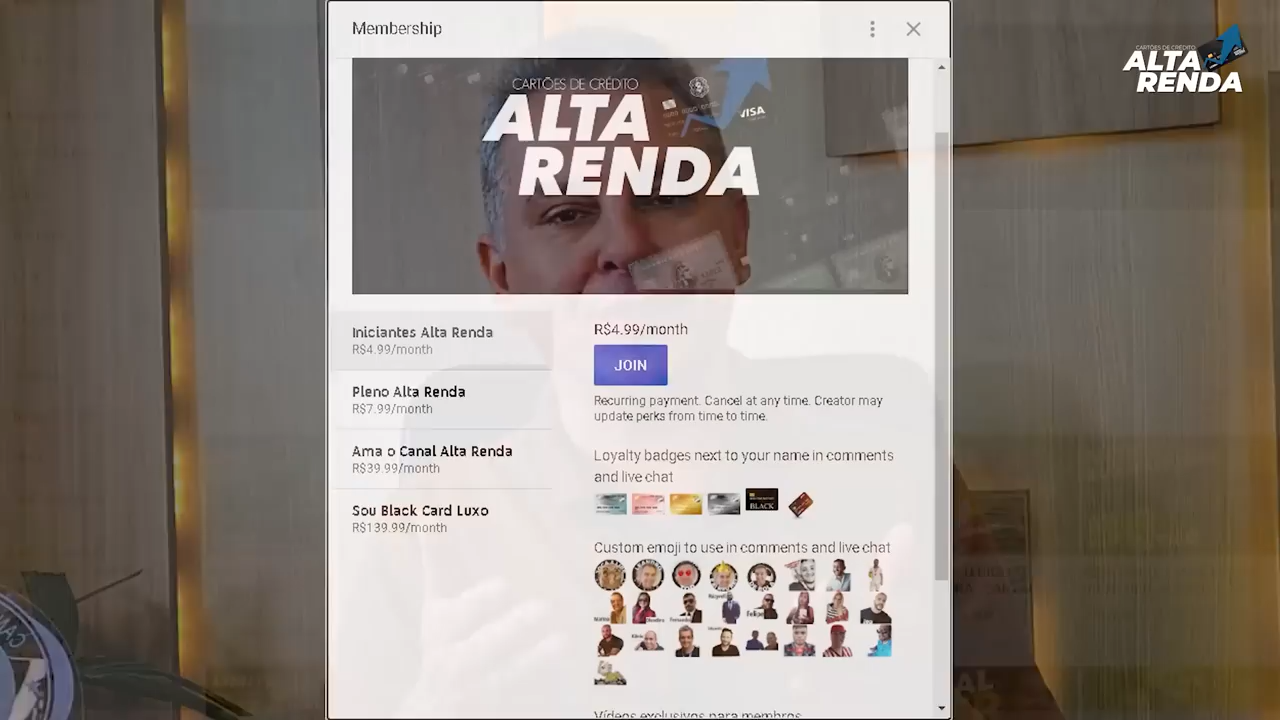 Membership
CARTÕES DE CRÉDITO
ALTA
RENDA
VISA
CARTÕES DE CRÉDITO
ALTA
RENDA
Iniciantes Alta Renda
R$4.99/month
Pleno Alta Renda
R$7.99/month
Ama o Canal Alta Renda
R$39.99/month
Sou Black Card Luxo
R$139.99/month
R$4.99/month
JOIN
Recurring payment. Cancel at any time. Creator may
update perks from time to time.
Loyalty badges next to your name in comments
and live chat
BLACK
Custom emoji to use in comments and live chat
Felipe
Vídeos exclusivos para membros